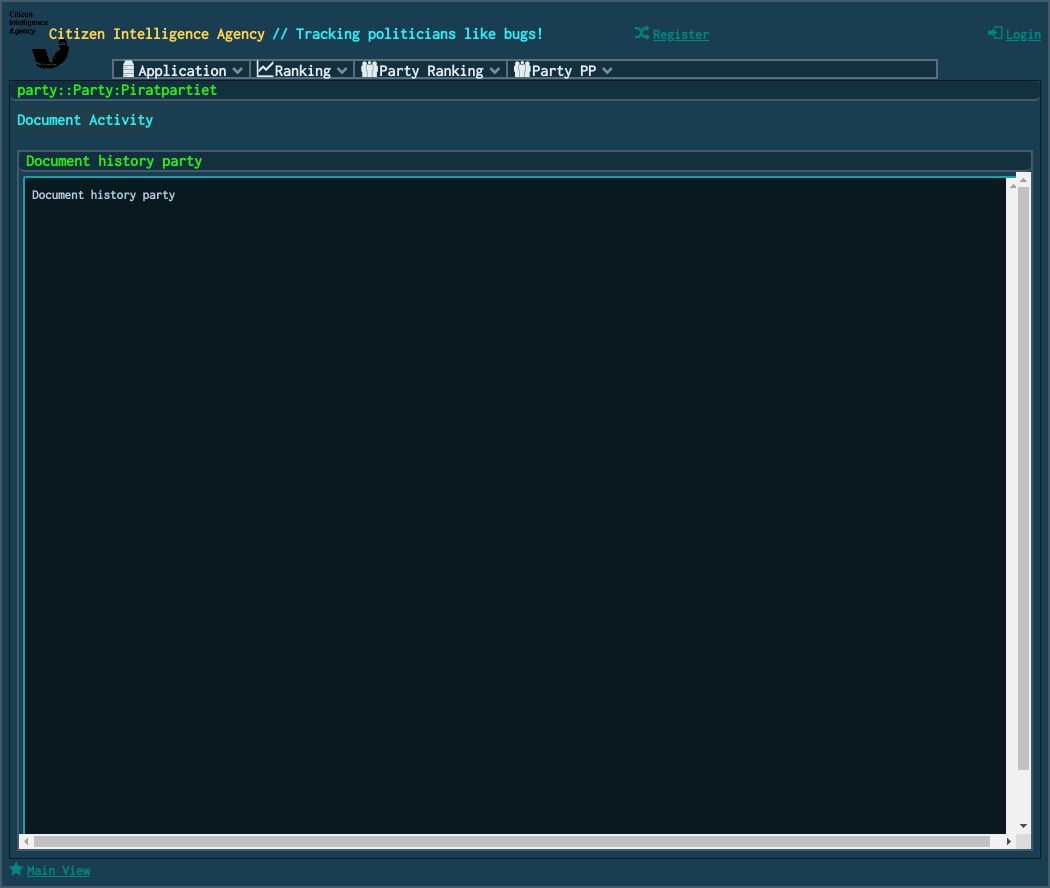 Citizen
Intelligence
Agency
Citizen Intelligence Agency // Tracking politicians like bugs!
Register
Login
Application
Ranking
Party Ranking
Party PP
party::Party:Piratpartiet
Document Activity
Document history party
Document history party
Main View